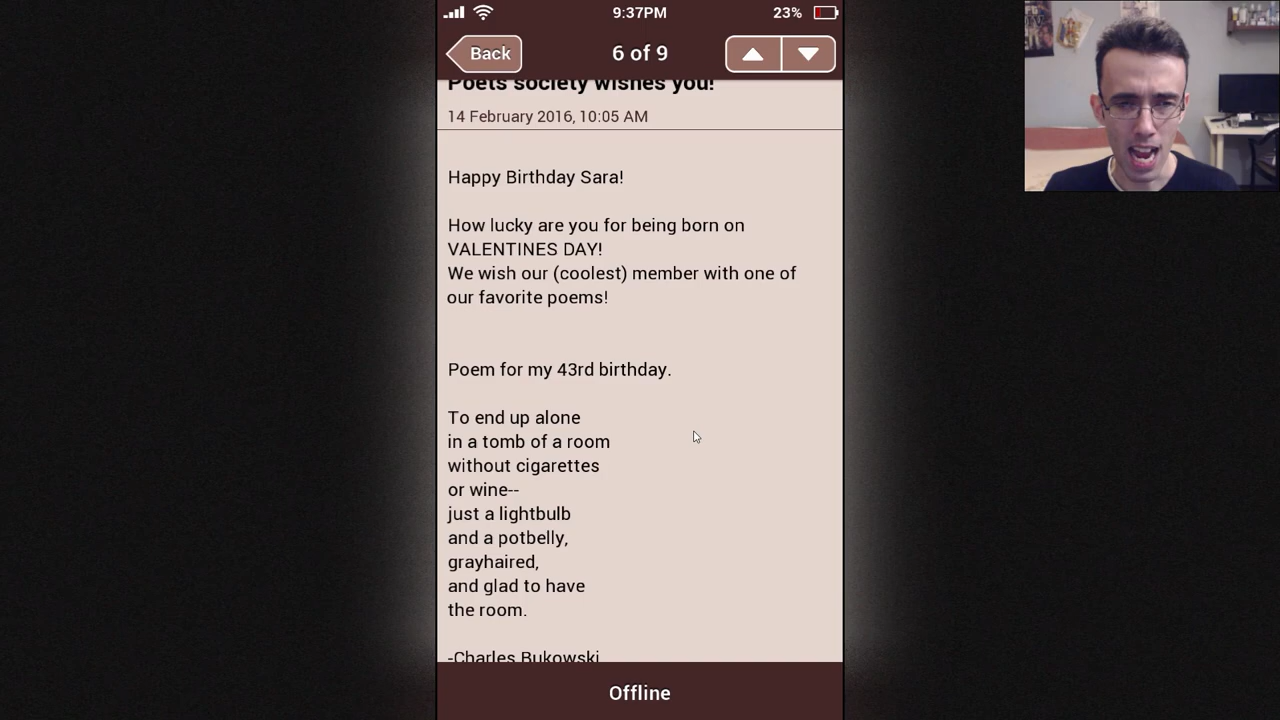 9:37PM
23%
Back
6 of 9
Poets society wishes you!
14 February 2016, 10:05 AM
Happy Birthday Sara!
How lucky are you for being born on
VALENTINES DAY!
We wish our (coolest) member with one of
our favorite poems!
Poem for my 43rd birthday.
To end up alone
in a tomb of a room
without cigarettes
or wine--
just a lightbulb
and a potbelly,
grayhaired,
and glad to have
the room.
-Charles Bukowski
Offline